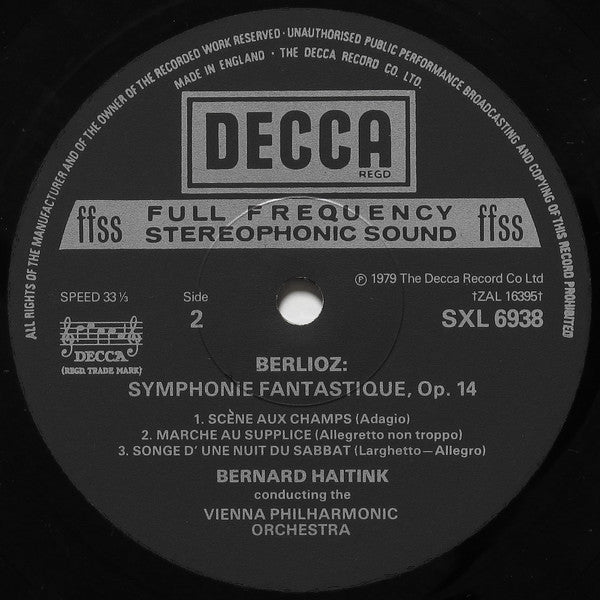 ALL RIGHTS OF THE MANUFACTURER AND OF THE OWNER OF THE RECORDED WORK RESERVED · UNAUTHORISED PUBLIC PERFORMANCE BROADCASTING AND COPYING OF THIS RECORD PROHIBITED
MADE IN ENGLAND · THE DECCA RECORD CO. LTD.
DECCA
REGD
ffss FULL FREQUENCY ffss
STEREOPHONIC SOUND
℗ 1979 The Decca Record Co Ltd
SPEED 33⅓ Side †ZAL 16395†
2 SXL 6938
DECCA
(REGD. TRADE MARK)
BERLIOZ:
SYMPHONIE FANTASTIQUE, Op. 14
1. SCÈNE AUX CHAMPS (Adagio)
2. MARCHE AU SUPPLICE (Allegretto non troppo)
3. SONGE D' UNE NUIT DU SABBAT (Larghetto—Allegro)
BERNARD HAITINK
conducting the
VIENNA PHILHARMONIC
ORCHESTRA